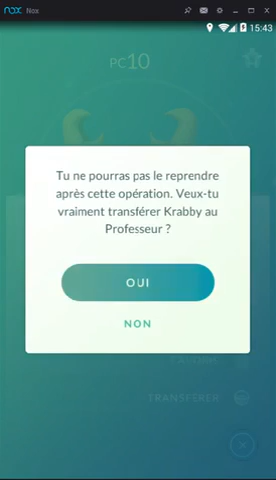 nox Nox
15:43
PC10
Tu ne pourras pas le reprendre
après cette opération. Veux-tu
vraiment transférer Krabby au
Professeur ?
OUI
NON
TRANSFÉRER